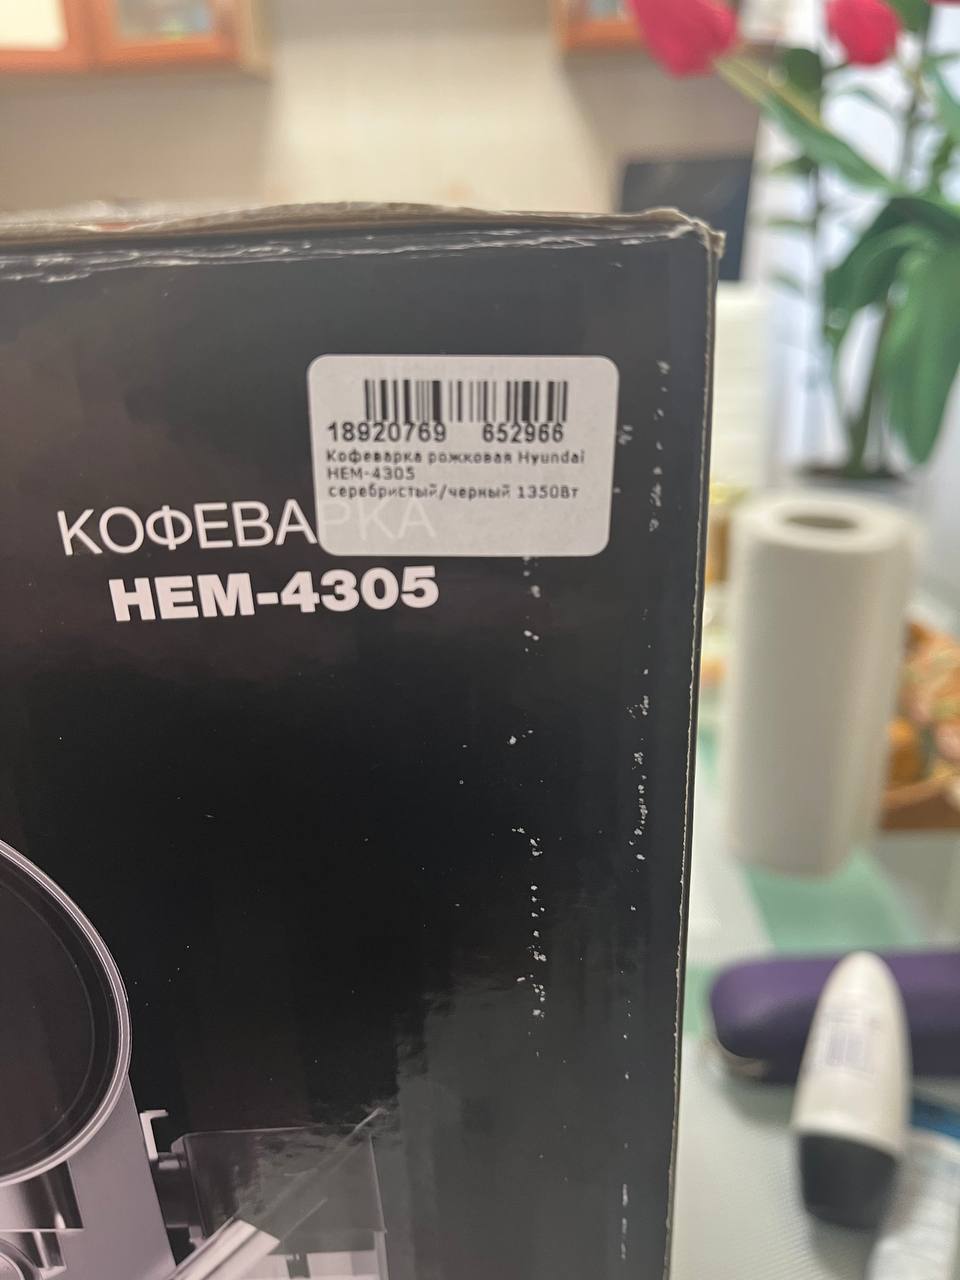 18920769 652966
Кофеварка рожковая Hyundai
HEM-4305
серебристый/черный 1350Вт
КОФЕВАРКА
HEM-4305